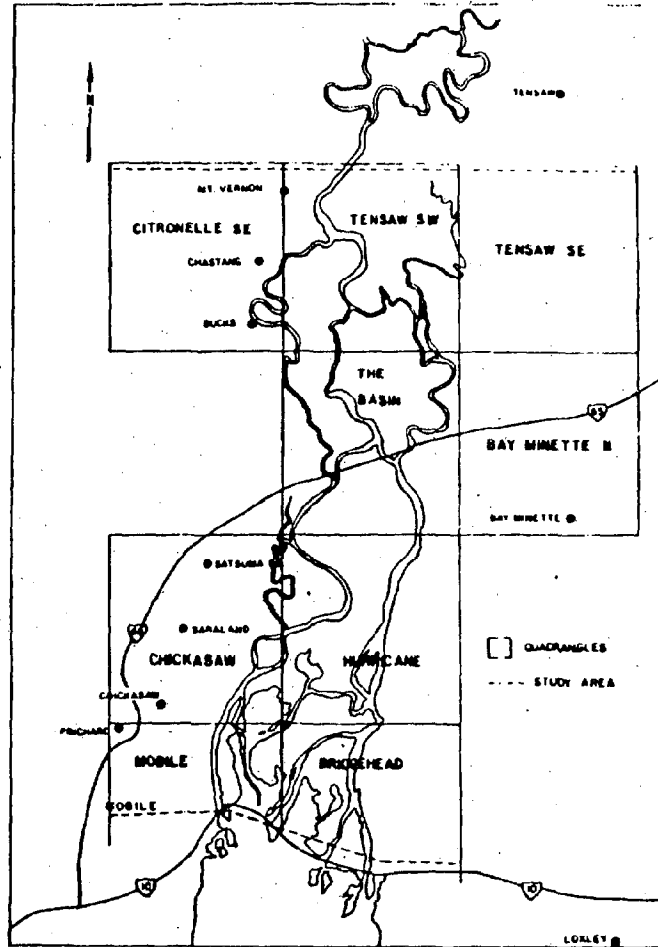 N
TENSAW
MT. VERNON
CITRONELLE SE
TENSAW SW
TENSAW SE
CHASTANG
BUCKS
THE
BASIN
65
BAY MINETTE N
BAY MINETTE
SATSUMA
SARALAND
CHICKASAW
HURRICANE
QUADRANGLES
STUDY AREA
CHICKASAW
PRICHARD
MOBILE
BRIDGEHEAD
MOBILE
10
10
LOXLEY